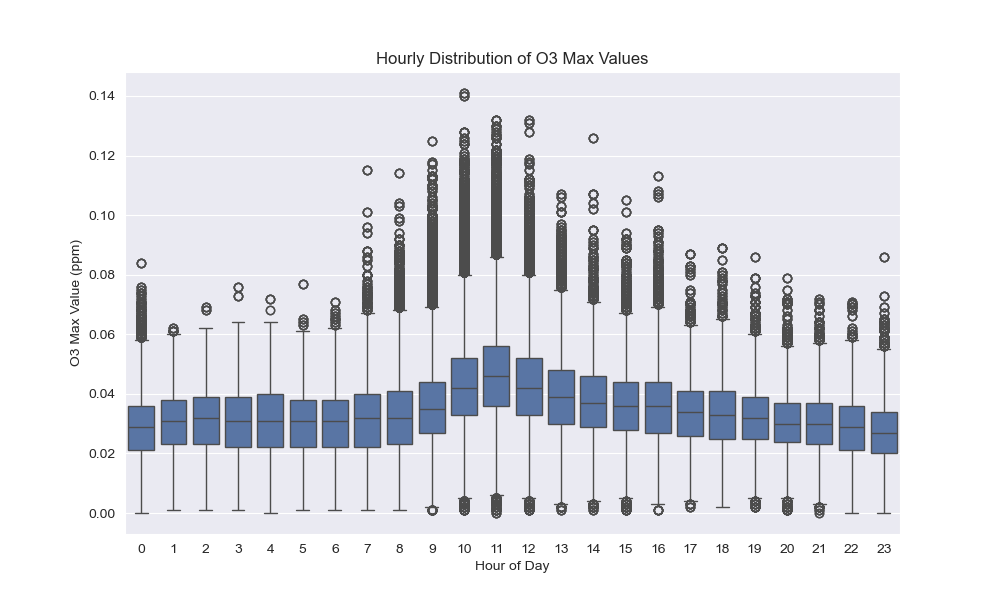 Hourly Distribution of O3 Max Values
O3 Max Value (ppm)
0.14
0.12
0.10
0.08
0.06
0.04
0.02
0.00
0 1 2 3 4 5 6 7 8 9 10 11 12 13 14 15 16 17 18 19 20 21 22 23
Hour of Day